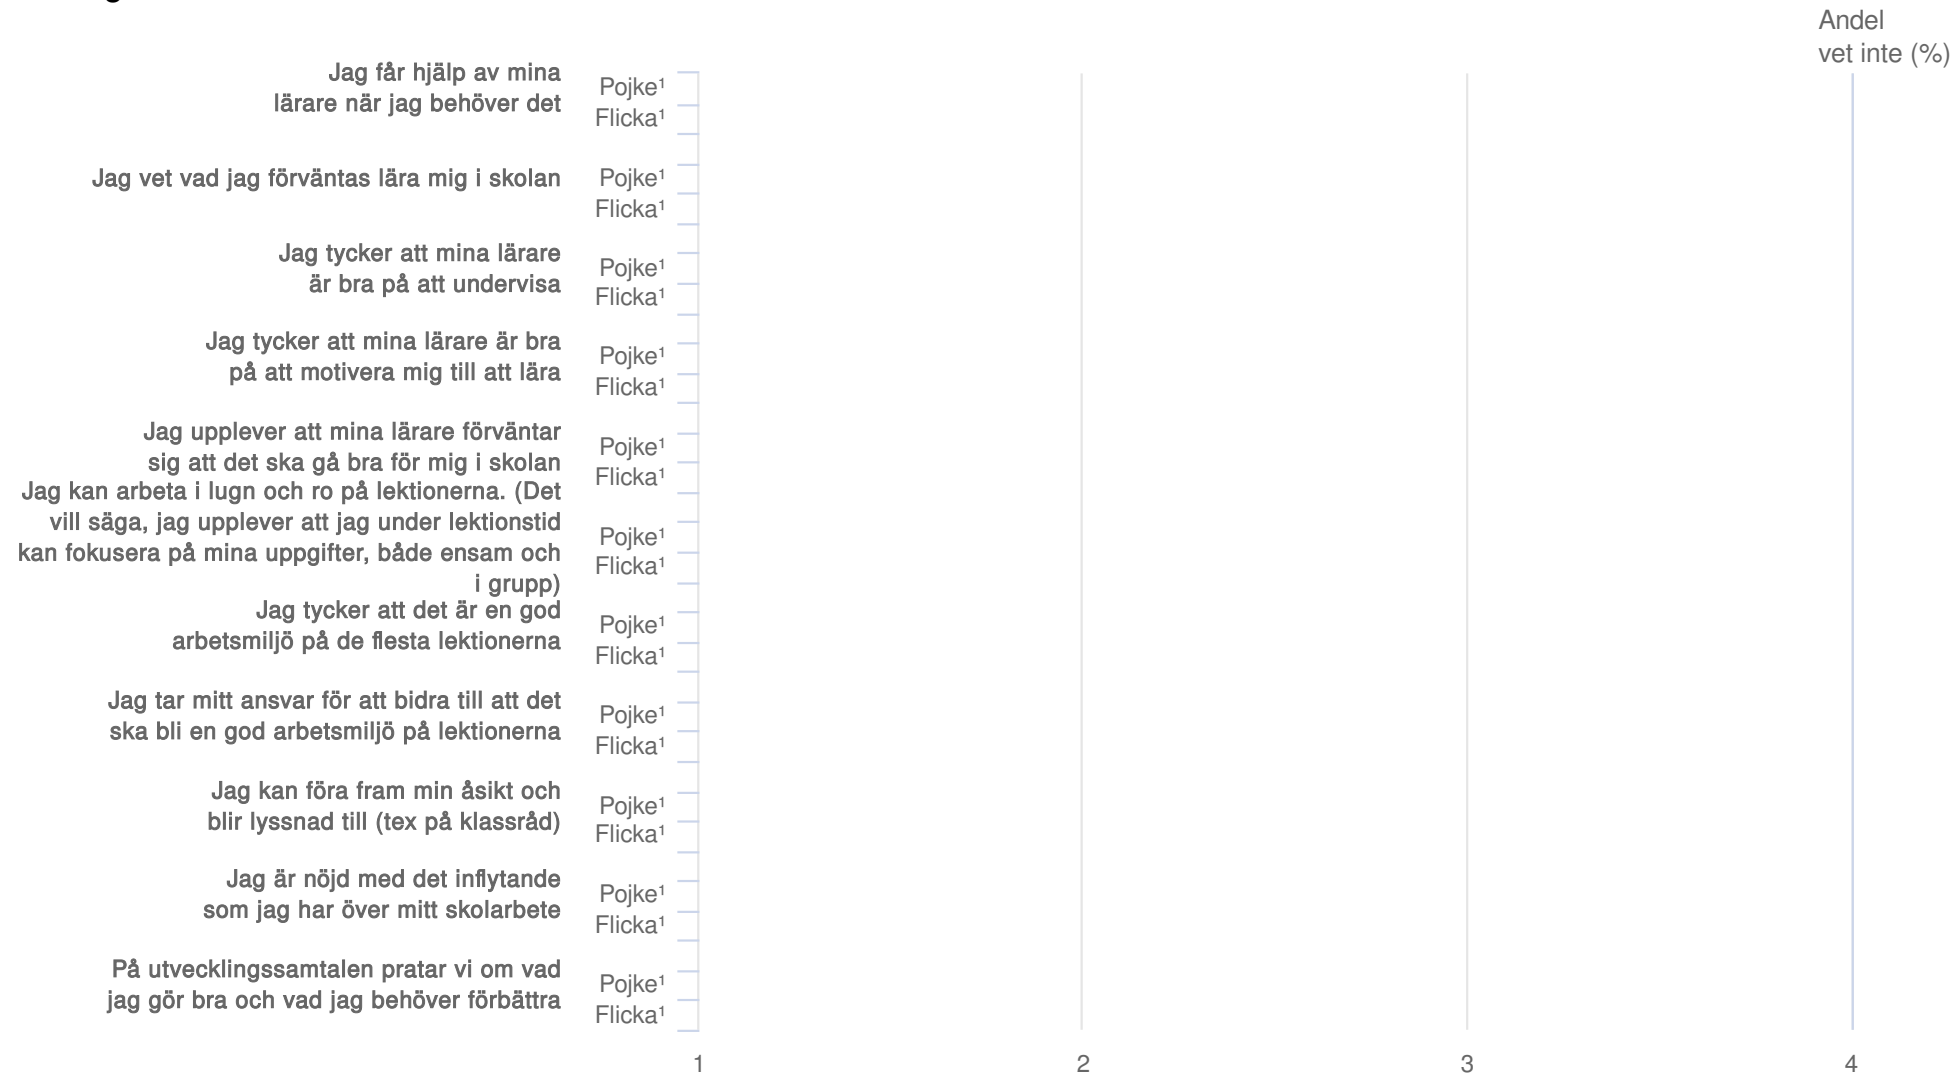 Andel
vet inte (%)
Jag får hjälp av mina
lärare när jag behöver det
Pojke¹
Flicka¹
Jag vet vad jag förväntas lära mig i skolan
Pojke¹
Flicka¹
Jag tycker att mina lärare
är bra på att undervisa
Pojke¹
Flicka¹
Jag tycker att mina lärare är bra
på att motivera mig till att lära
Pojke¹
Flicka¹
Jag upplever att mina lärare förväntar
sig att det ska gå bra för mig i skolan
Pojke¹
Flicka¹
Jag kan arbeta i lugn och ro på lektionerna. (Det
vill säga, jag upplever att jag under lektionstid
kan fokusera på mina uppgifter, både ensam och
i grupp)
Pojke¹
Flicka¹
Jag tycker att det är en god
arbetsmiljö på de flesta lektionerna
Pojke¹
Flicka¹
Jag tar mitt ansvar för att bidra till att det
ska bli en god arbetsmiljö på lektionerna
Pojke¹
Flicka¹
Jag kan föra fram min åsikt och
blir lyssnad till (tex på klassråd)
Pojke¹
Flicka¹
Jag är nöjd med det inflytande
som jag har över mitt skolarbete
Pojke¹
Flicka¹
På utvecklingssamtalen pratar vi om vad
jag gör bra och vad jag behöver förbättra
Pojke¹
Flicka¹
1 2 3 4